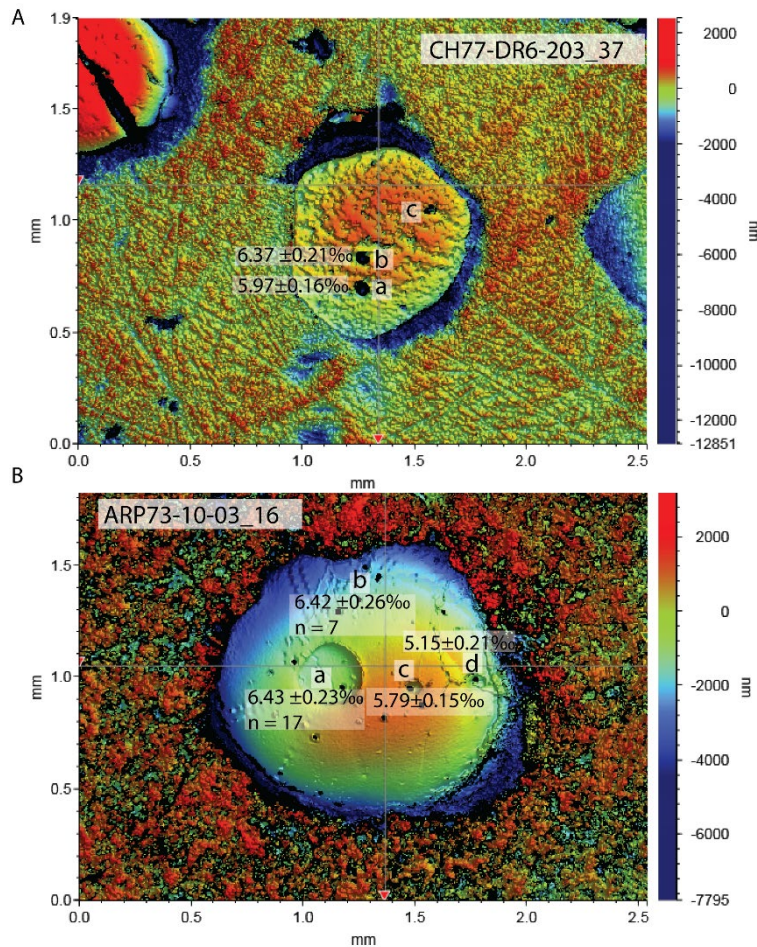 A
CH77-DR6-203_37
1.9
1.5
1.0
0.5
0.0
mm
0.0
0.5
1.0
1.5
2.0
2.5
mm
c
6.37 ±0.21‰
b
5.97±0.16‰
a
2000
0
-2000
-4000
-6000
-8000
-10000
-12000
-12851
nm
B
ARP73-10-03_16
1.5
1.0
0.5
0.0
mm
0.0
0.5
1.0
1.5
2.0
2.5
mm
b
6.42 ±0.26‰
n = 7
5.15±0.21‰
a
c
d
6.43 ±0.23‰
5.79±0.15‰
n = 17
2000
0
-2000
-4000
-6000
-7795
nm